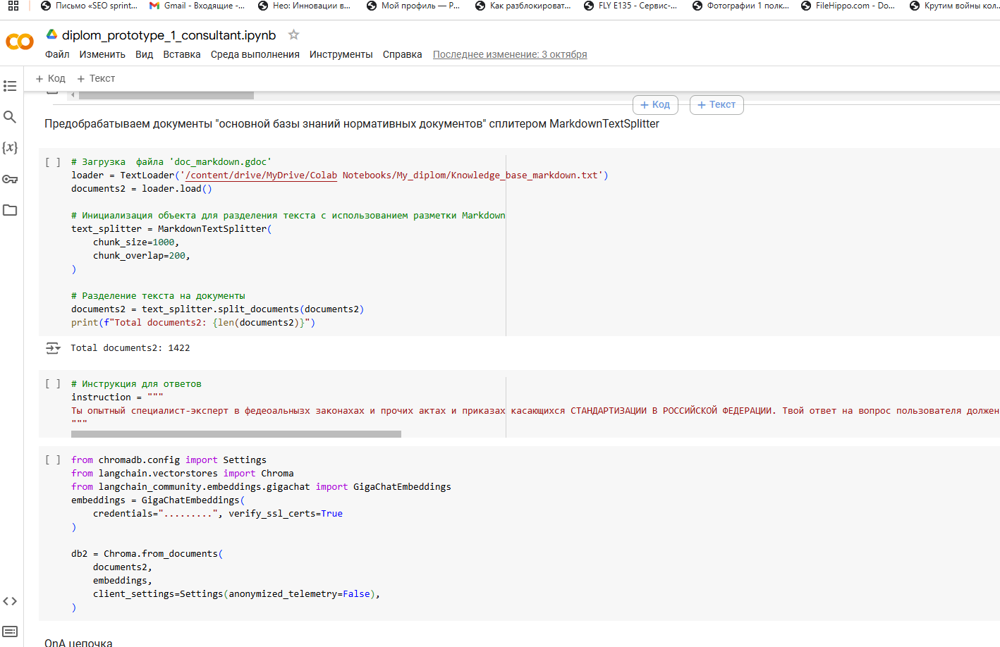 Письмо «SEO sprint... Gmail - Входящие -... Нео: Инновации в... Мой профиль — Р... Как разблокироват... FLY E135 - Сервис-... Фотографии 1 полк... FileHippo.com - Do... Крутим войны кол
diplom_prototype_1_consultant.ipynb
Файл Изменить Вид Вставка Среда выполнения Инструменты Справка Последнее изменение: 3 октября
+ Код + Текст
+ Код + Текст
Предобрабатываем документы "основной базы знаний нормативных документов" сплитером MarkdownTextSplitter
[ ] # Загрузка  файла 'doc_markdown.gdoc'
loader = TextLoader('/content/drive/MyDrive/Colab Notebooks/My_diplom/Knowledge_base_markdown.txt')
documents2 = loader.load()
# Инициализация объекта для разделения текста с использованием разметки Markdown
text_splitter = MarkdownTextSplitter(
    chunk_size=1000,
    chunk_overlap=200,
)
# Разделение текста на документы
documents2 = text_splitter.split_documents(documents2)
print(f"Total documents2: {len(documents2)}")
Total documents2: 1422
[ ] # Инструкция для ответов
instruction = """
Ты опытный специалист-эксперт в федеоальнызх законахах и прочих актах и приказах касающихся СТАНДАРТИЗАЦИИ В РОССИЙСКОЙ ФЕДЕРАЦИИ. Твой ответ на вопрос пользователя должен
"""
[ ] from chromadb.config import Settings
from langchain.vectorstores import Chroma
from langchain_community.embeddings.gigachat import GigaChatEmbeddings
embeddings = GigaChatEmbeddings(
    credentials=".........", verify_ssl_certs=True
)
db2 = Chroma.from_documents(
    documents2,
    embeddings,
    client_settings=Settings(anonymized_telemetry=False),
)
QnA цепочка